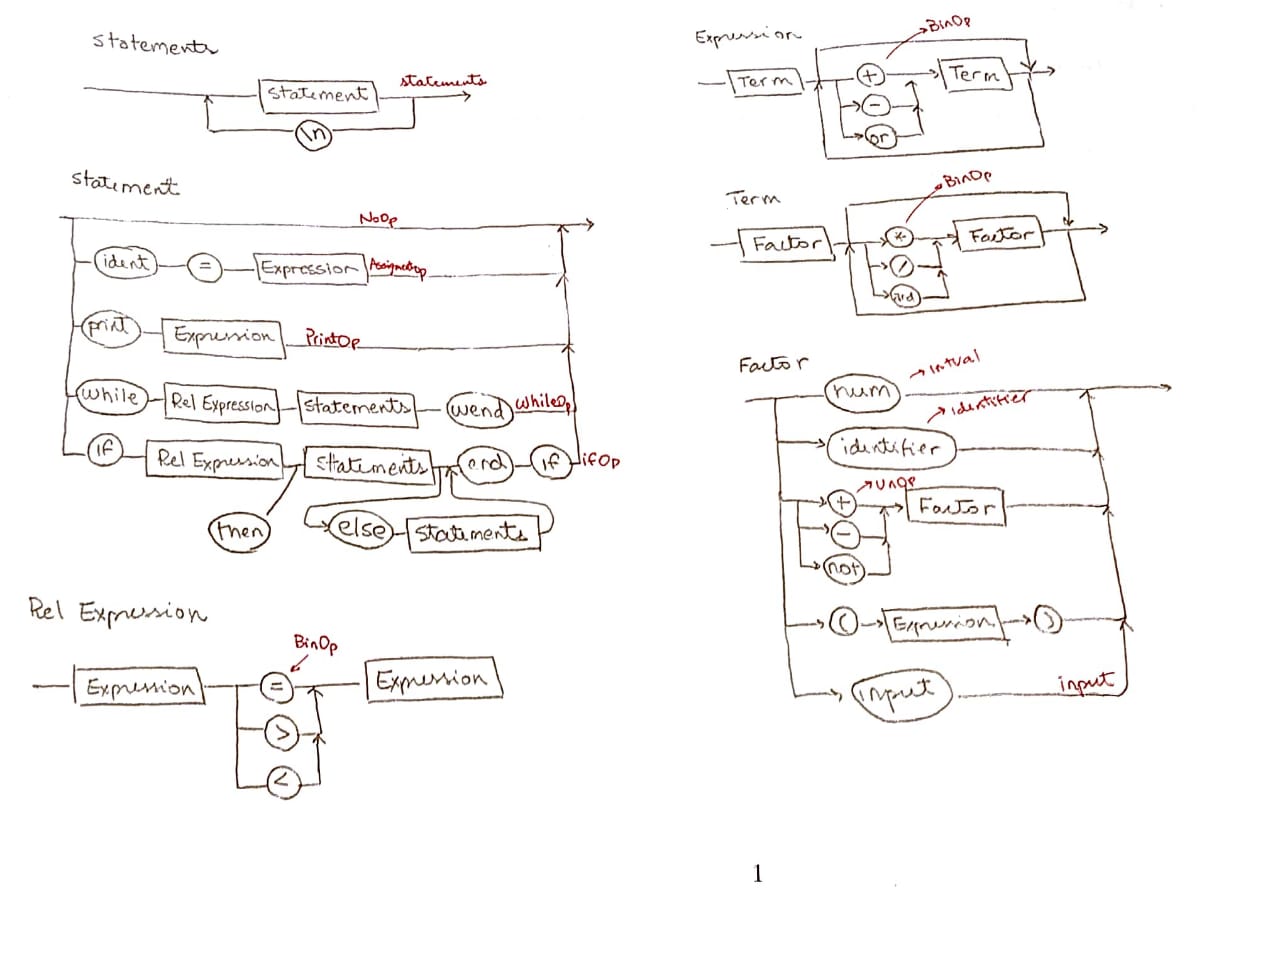 Statements
Statement
statements
\n
Statement
NoOp
ident = Expression AssignmentOp
print Expression PrintOp
while Rel Expression Statements wend WhileOp
if Rel Expression Statements end if ifOp
then else Statements
Rel Expression
BinOp
Expression = Expression
>
<
Expression
BinOp
Term + Term
-
or
Term
BinOp
Factor * Factor
/
and
Factor
num intval
identifier identifier
+ UnOp Factor
-
not
( Expression )
input input
1